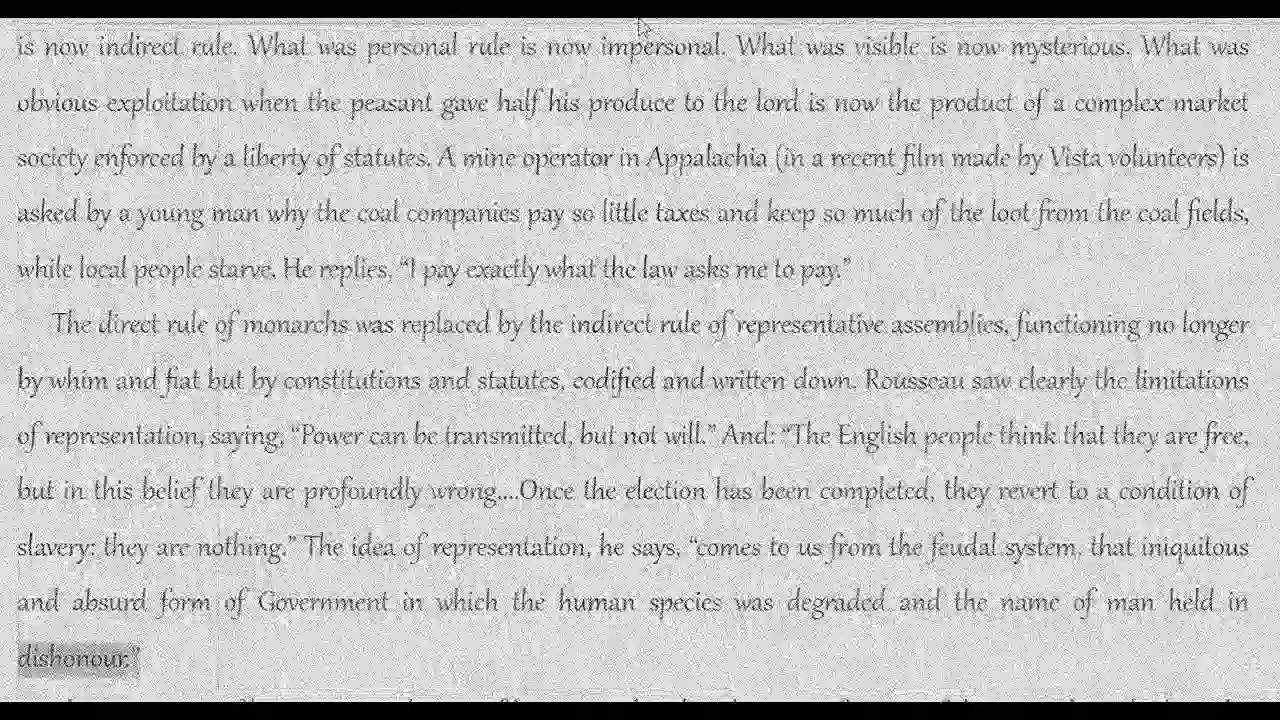 is now indirect rule. What was personal rule is now impersonal. What was visible is now mysterious. What was
obvious exploitation when the peasant gave half his produce to the lord is now the product of a complex market
society enforced by a liberty of statutes. A mine operator in Appalachia (in a recent film made by Vista volunteers) is
asked by a young man why the coal companies pay so little taxes and keep so much of the loot from the coal fields,
while local people starve. He replies, “I pay exactly what the law asks me to pay.”
The direct rule of monarchs was replaced by the indirect rule of representative assemblies, functioning no longer
by whim and fiat but by constitutions and statutes, codified and written down. Rousseau saw clearly the limitations
of representation, saying, “Power can be transmitted, but not will.” And: “The English people think that they are free,
but in this belief they are profoundly wrong....Once the election has been completed, they revert to a condition of
slavery: they are nothing.” The idea of representation, he says, “comes to us from the feudal system, that iniquitous
and absurd form of Government in which the human species was degraded and the name of man held in
dishonour.”